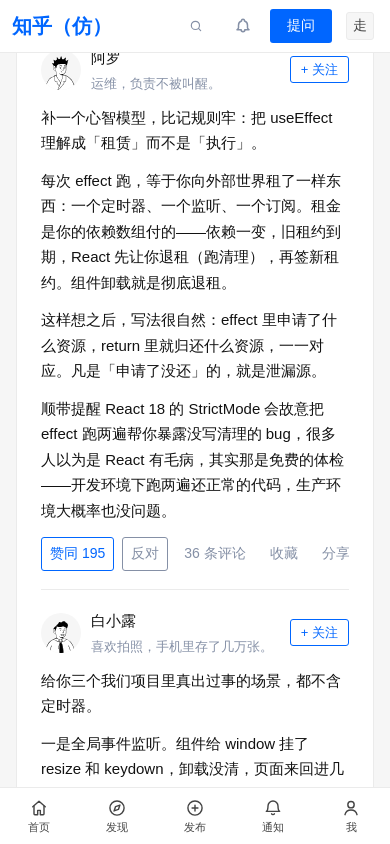 知乎（仿）
提问
走
阿罗
运维，负责不被叫醒。
+ 关注
补一个心智模型，比记规则牢：把 useEffect
理解成「租赁」而不是「执行」。
每次 effect 跑，等于你向外部世界租了一样东
西：一个定时器、一个监听、一个订阅。租金
是你的依赖数组付的——依赖一变，旧租约到
期，React 先让你退租（跑清理），再签新租
约。组件卸载就是彻底退租。
这样想之后，写法很自然：effect 里申请了什
么资源，return 里就归还什么资源，一一对
应。凡是「申请了没还」的，就是泄漏源。
顺带提醒 React 18 的 StrictMode 会故意把
effect 跑两遍帮你暴露没写清理的 bug，很多
人以为是 React 有毛病，其实那是免费的体检
——开发环境下跑两遍还正常的代码，生产环
境大概率也没问题。
赞同 195
反对
36 条评论
收藏
分享
白小露
喜欢拍照，手机里存了几万张。
+ 关注
给你三个我们项目里真出过事的场景，都不含
定时器。
一是全局事件监听。组件给 window 挂了
resize 和 keydown，卸载没清，页面来回进几
首页
发现
发布
通知
我